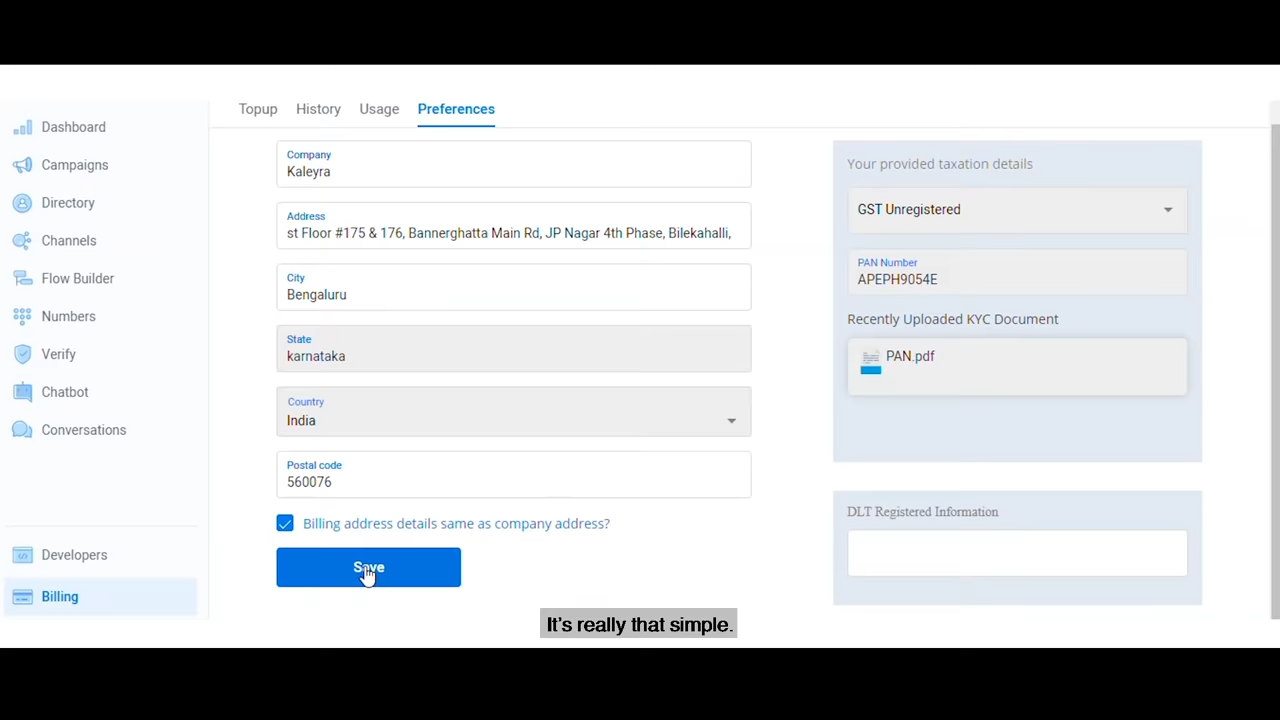 Topup History Usage Preferences
Dashboard
Campaigns
Directory
Channels
Flow Builder
Numbers
Verify
Chatbot
Conversations
Developers
Billing
Company
Kaleyra
Address
st Floor #175 & 176, Bannerghatta Main Rd, JP Nagar 4th Phase, Bilekahalli,
City
Bengaluru
State
karnataka
Country
India
Postal code
560076
Billing address details same as company address?
Save
Your provided taxation details
GST Unregistered
PAN Number
APEPH9054E
Recently Uploaded KYC Document
PAN.pdf
DLT Registered Information
It's really that simple.